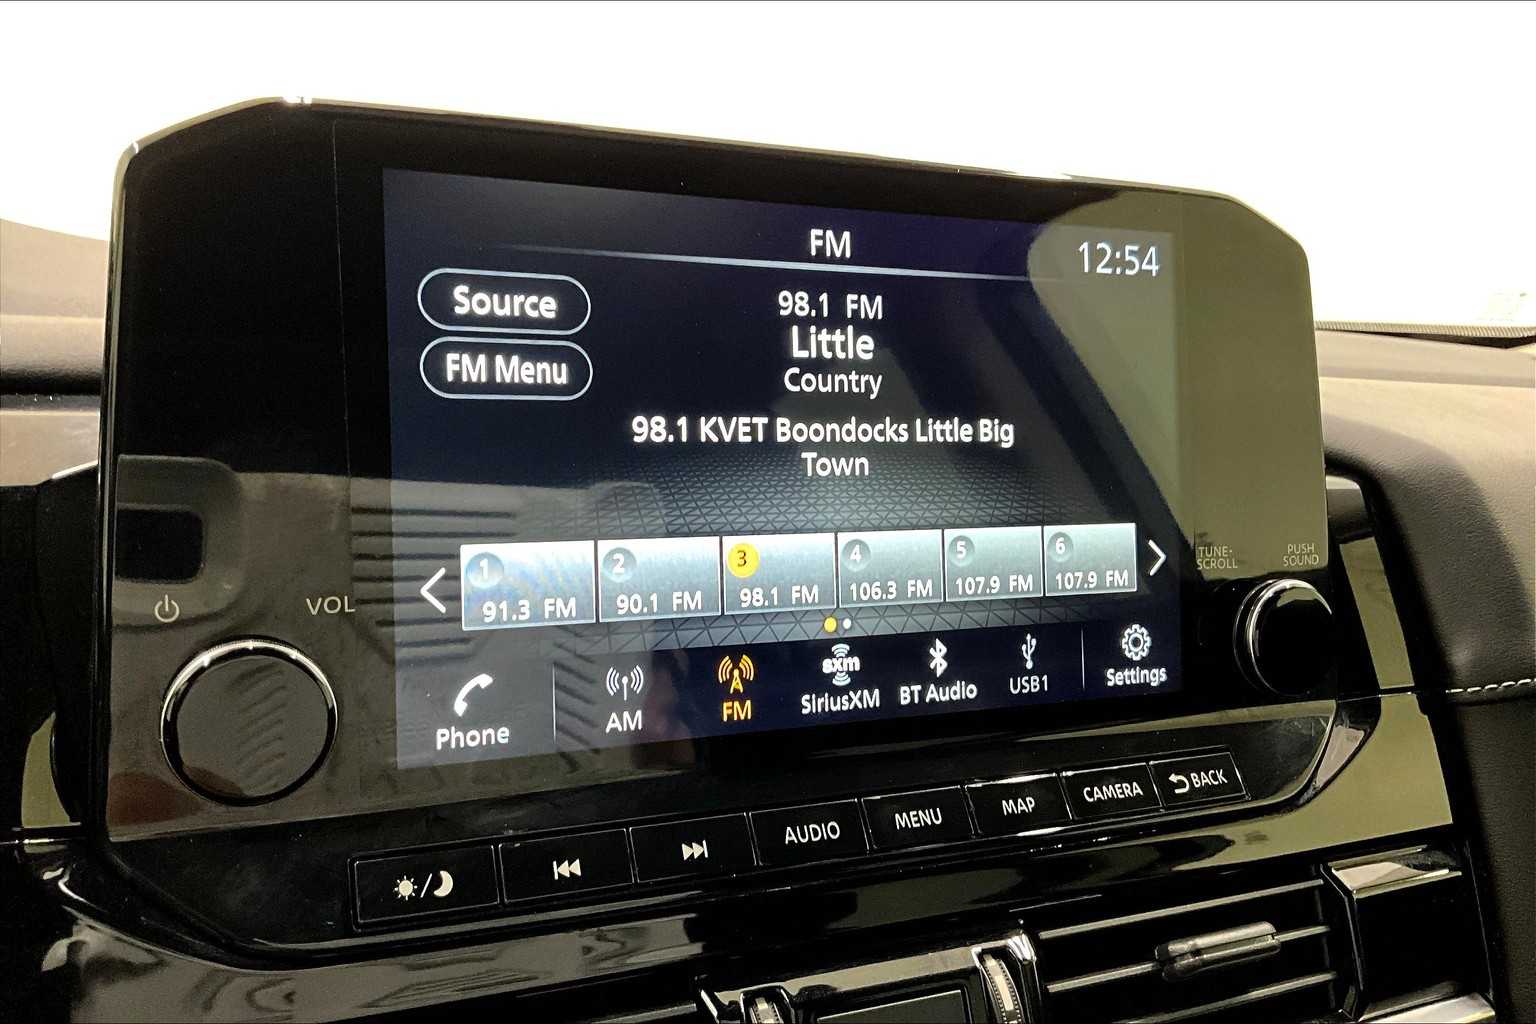 FM
12:54
Source
98.1 FM
Little
FM Menu
Country
98.1 KVET Boondocks Little Big
Town
TUNE·
SCROLL
PUSH
SOUND
VOL
1
91.3 FM
2
90.1 FM
3
98.1 FM
4
106.3 FM
5
107.9 FM
6
107.9 FM
Phone
AM
FM
sxm
SiriusXM
BT Audio
USB1
Settings
AUDIO
MENU
MAP
CAMERA
BACK